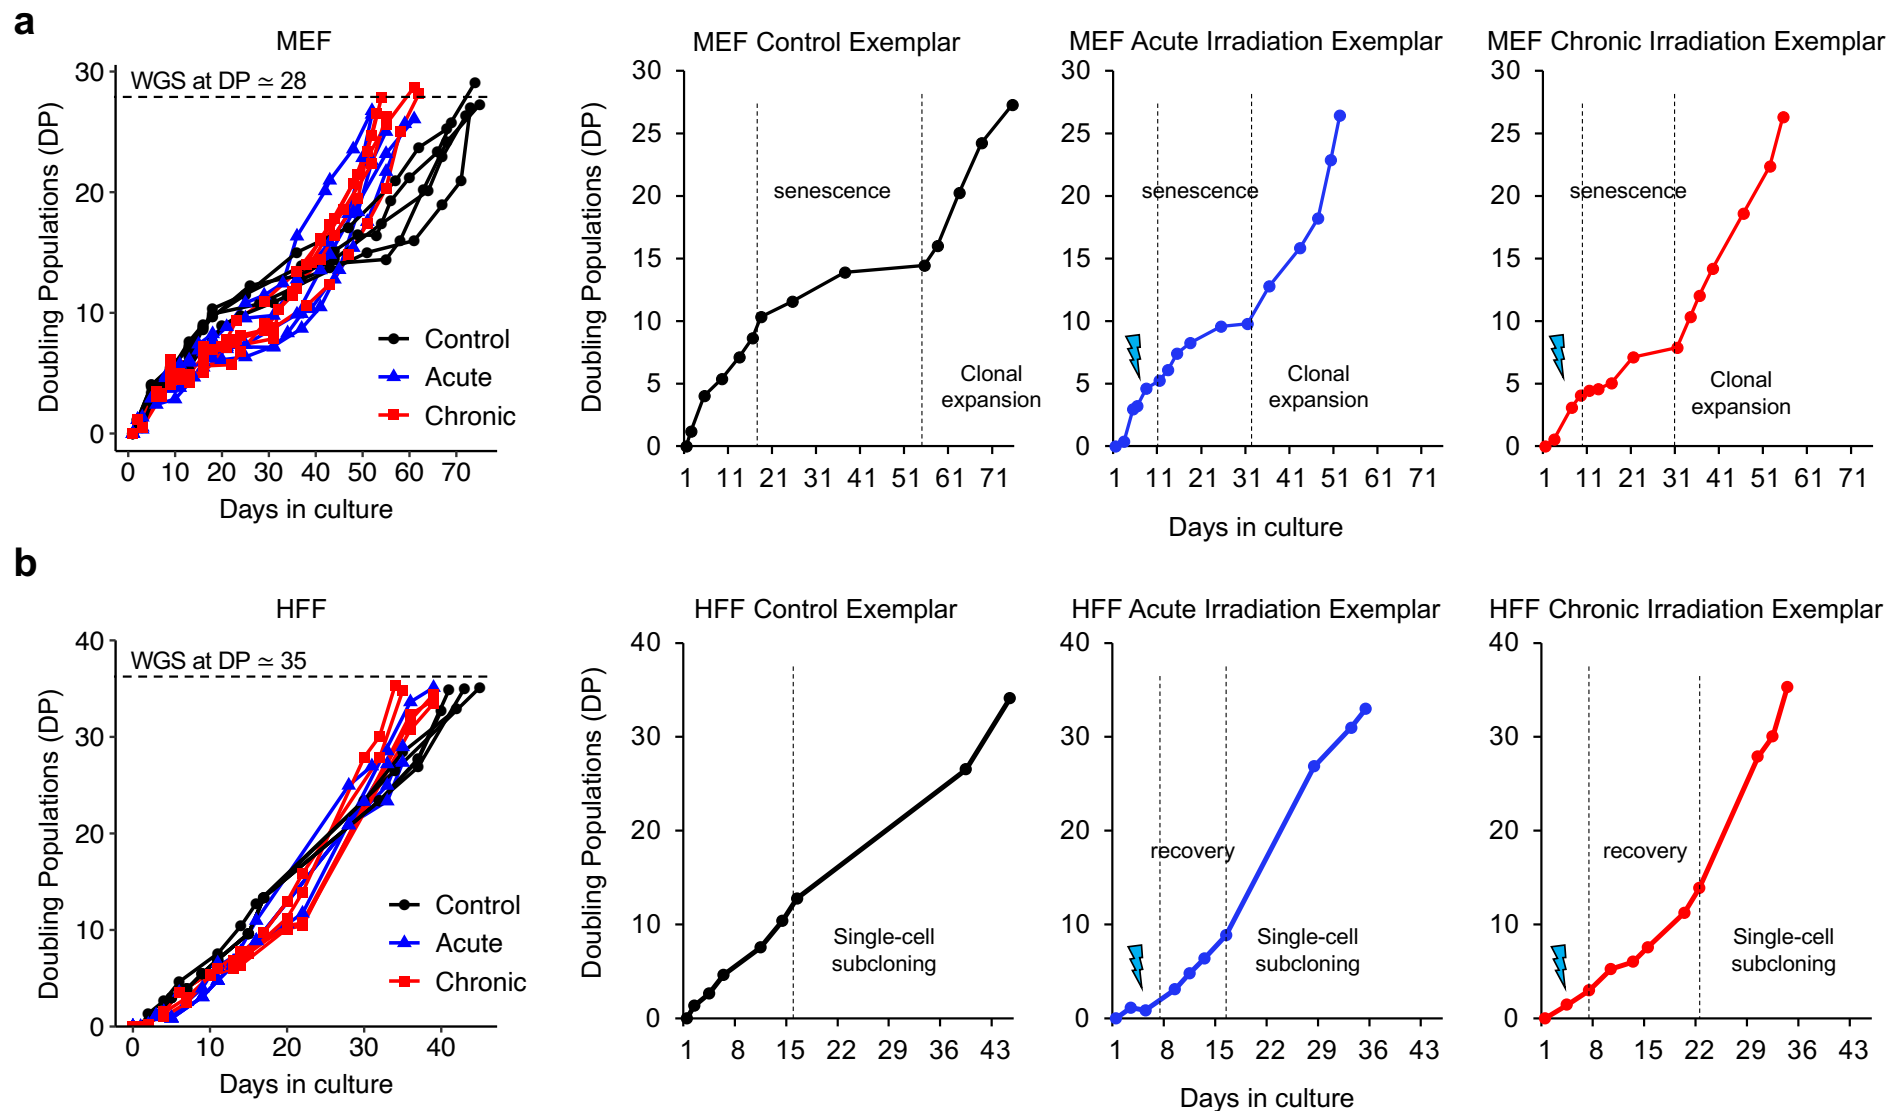 a
MEF
MEF Control Exemplar
MEF Acute Irradiation Exemplar
MEF Chronic Irradiation Exemplar
Doubling Populations (DP)
30
20
10
0
WGS at DP ≃ 28
Control
Acute
Chronic
0 10 20 30 40 50 60 70
Days in culture
Doubling Populations (DP)
30
25
20
15
10
5
0
senescence
Clonal
expansion
1 11 21 31 41 51 61 71
30
25
20
15
10
5
0
senescence
Clonal
expansion
1 11 21 31 41 51 61 71
Days in culture
30
25
20
15
10
5
0
senescence
Clonal
expansion
1 11 21 31 41 51 61 71
b
HFF
HFF Control Exemplar
HFF Acute Irradiation Exemplar
HFF Chronic Irradiation Exemplar
Doubling Populations (DP)
40
30
20
10
0
WGS at DP ≃ 35
Control
Acute
Chronic
0 10 20 30 40
Days in culture
Doubling Populations (DP)
40
30
20
10
0
Single-cell
subcloning
1 8 15 22 29 36 43
40
30
20
10
0
recovery
Single-cell
subcloning
1 8 15 22 29 36 43
Days in culture
40
30
20
10
0
recovery
Single-cell
subcloning
1 8 15 22 29 36 43